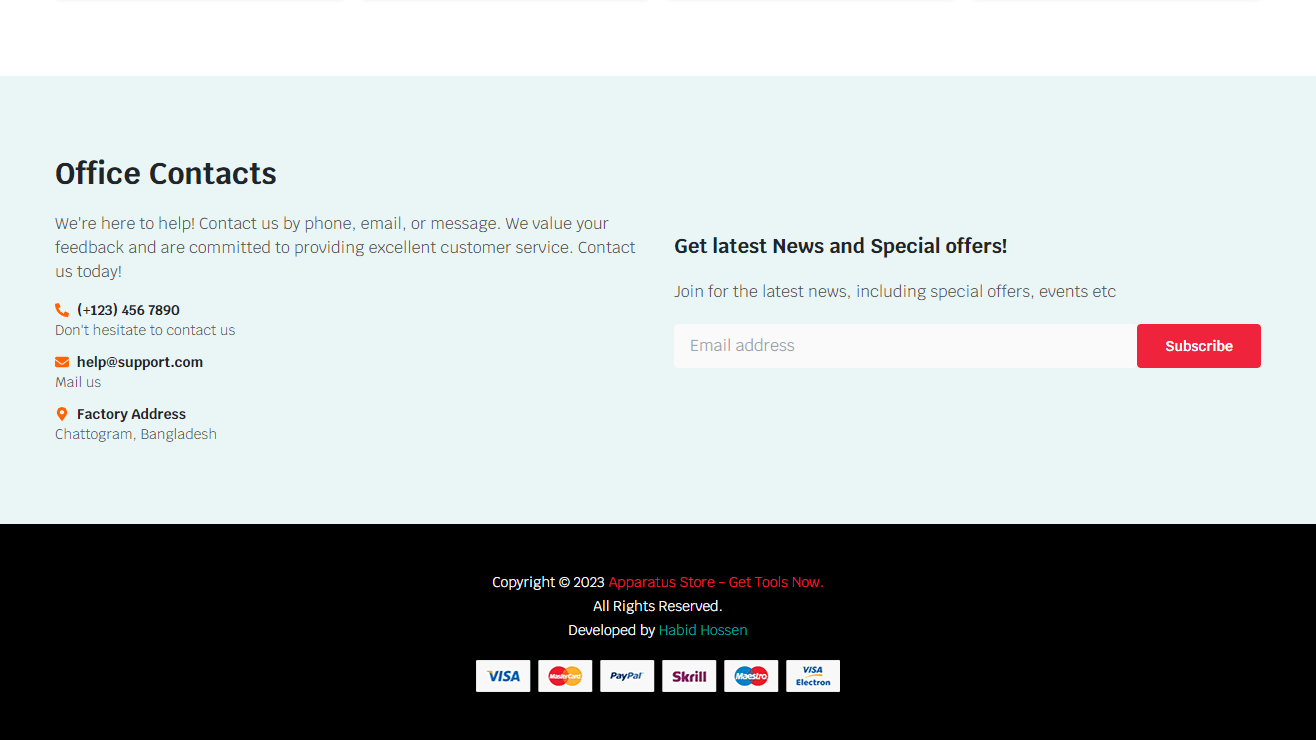 Office Contacts
We're here to help! Contact us by phone, email, or message. We value your
feedback and are committed to providing excellent customer service. Contact
us today!
(+123) 456 7890
Don't hesitate to contact us
help@support.com
Mail us
Factory Address
Chattogram, Bangladesh
Get latest News and Special offers!
Join for the latest news, including special offers, events etc
Email address
Subscribe
Copyright © 2023 Apparatus Store - Get Tools Now.
All Rights Reserved.
Developed by Habid Hossen
VISA MasterCard PayPal Skrill Maestro VISA Electron